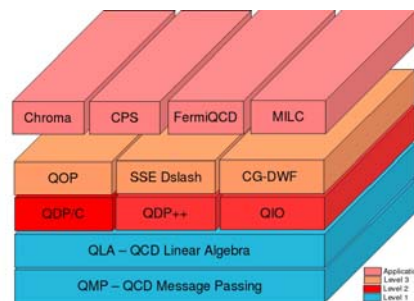 Chroma CPS FermiQCD MILC
QOP SSE Dslash CG-DWF
QDP/C QDP++ QIO
QLA – QCD Linear Algebra
QMP – QCD Message Passing
Applicatio
Level 3
Level 2
Level 1